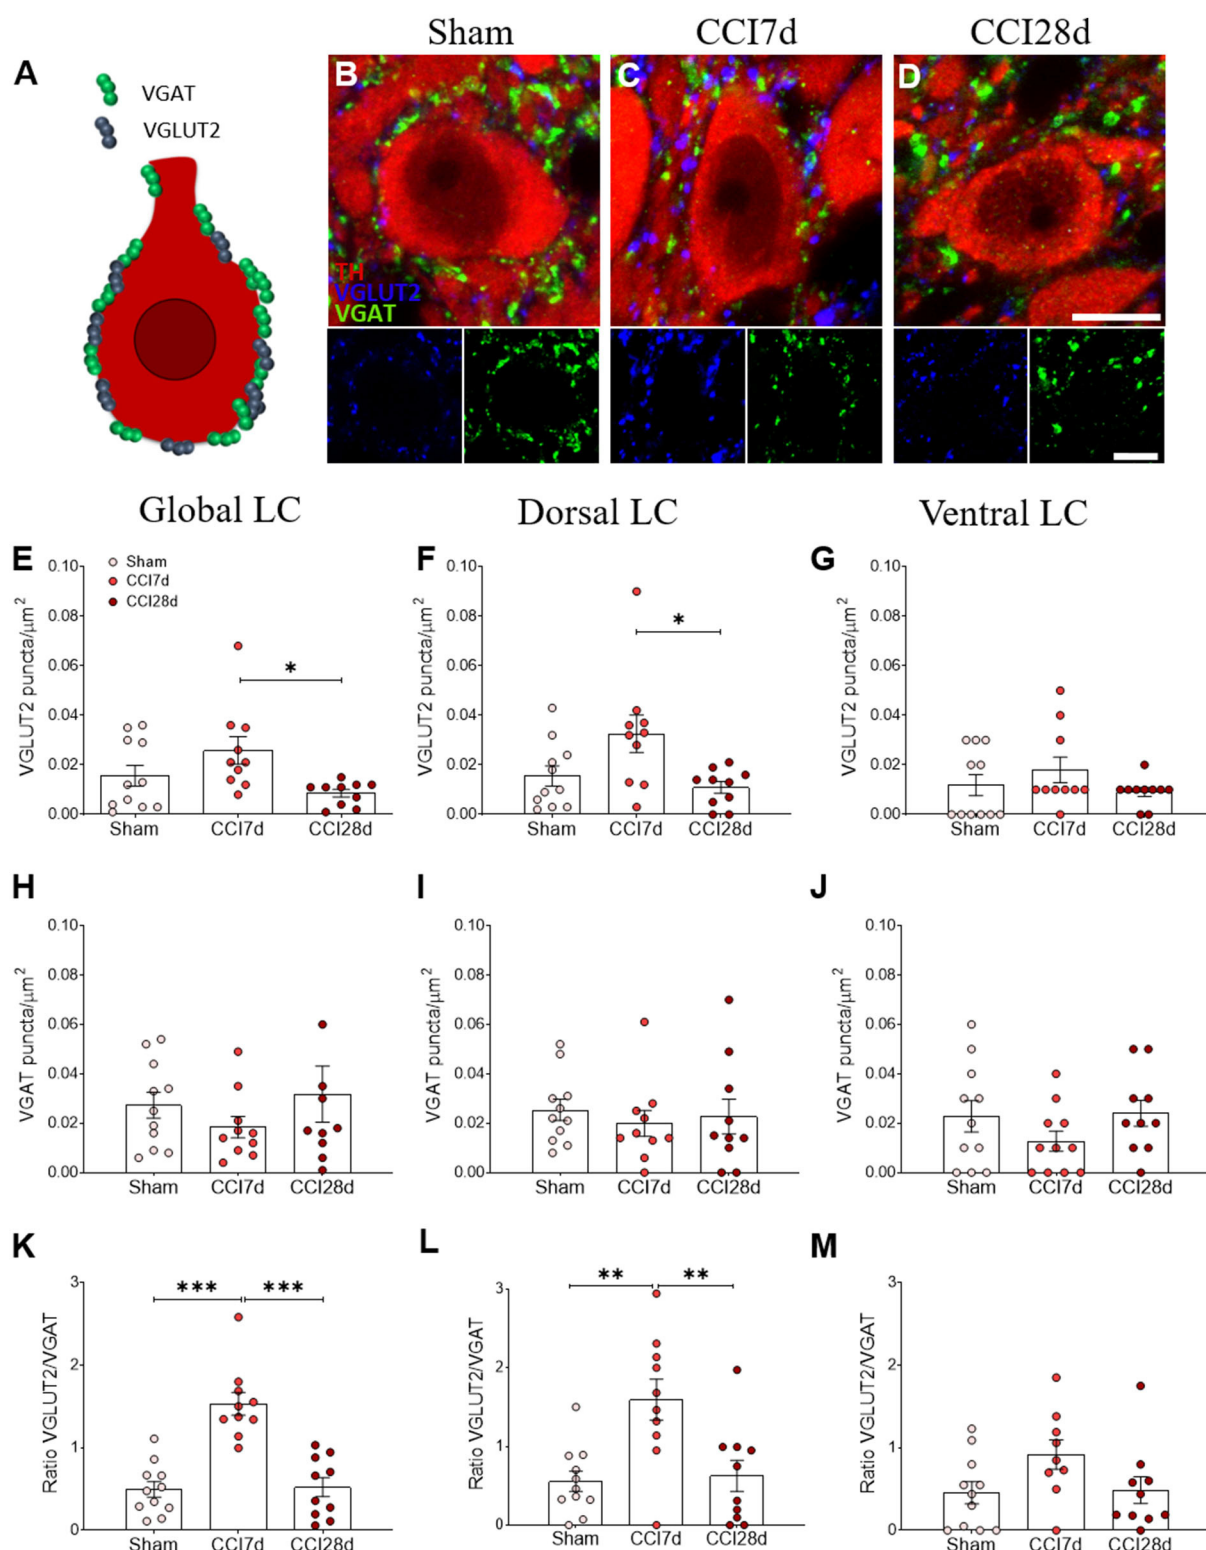 Sham CCI7d CCI28d
A B C D
VGAT
VGLUT2
TH
VGLUT2
VGAT
Global LC Dorsal LC Ventral LC
E
VGLUT2 puncta/μm²
0.10
0.08
0.06
0.04
0.02
0.00
Sham
CCI7d
CCI28d
*
Sham CCI7d CCI28d
F
VGLUT2 puncta/μm²
0.10
0.08
0.06
0.04
0.02
0.00
*
Sham CCI7d CCI28d
G
VGLUT2 puncta/μm²
0.10
0.08
0.06
0.04
0.02
0.00
Sham CCI7d CCI28d
H
VGAT puncta/μm²
0.10
0.08
0.06
0.04
0.02
0.00
Sham CCI7d CCI28d
I
VGAT puncta/μm²
0.10
0.08
0.06
0.04
0.02
0.00
Sham CCI7d CCI28d
J
VGAT puncta/μm²
0.10
0.08
0.06
0.04
0.02
0.00
Sham CCI7d CCI28d
K
Ratio VGLUT2/VGAT
3
2
1
0
*** ***
Sham CCI7d CCI28d
L
Ratio VGLUT2/VGAT
3
2
1
0
** **
Sham CCI7d CCI28d
M
Ratio VGLUT2/VGAT
3
2
1
0
Sham CCI7d CCI28d